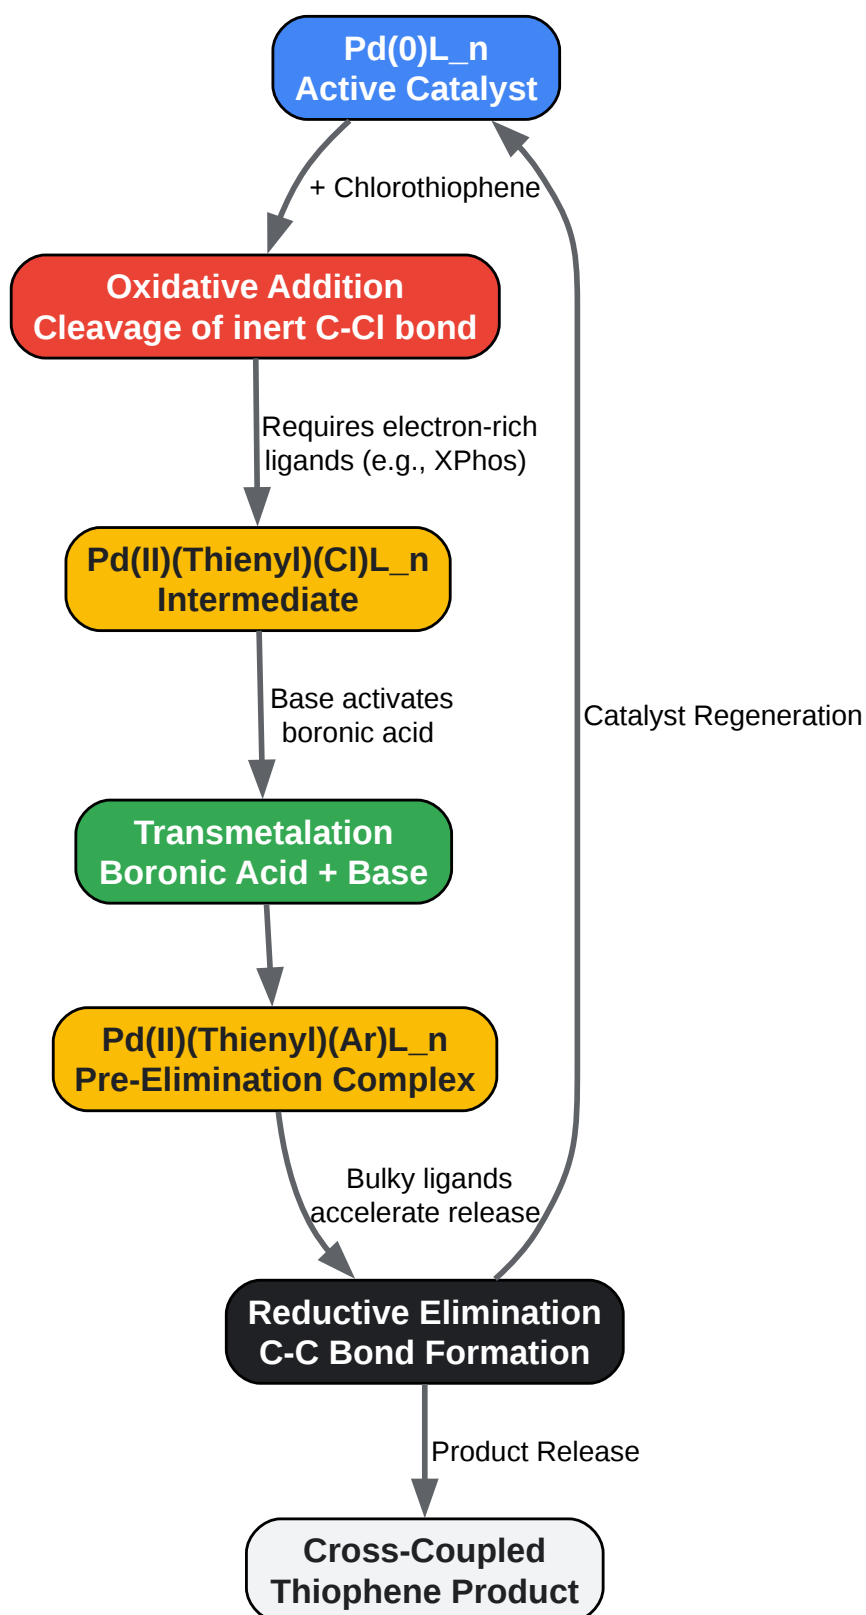 Pd(0)L_n
Active Catalyst
+ Chlorothiophene
Oxidative Addition
Cleavage of inert C-Cl bond
Requires electron-rich
ligands (e.g., XPhos)
Pd(II)(Thienyl)(Cl)L_n
Intermediate
Base activates
boronic acid
Catalyst Regeneration
Transmetalation
Boronic Acid + Base
Pd(II)(Thienyl)(Ar)L_n
Pre-Elimination Complex
Bulky ligands
accelerate release
Reductive Elimination
C-C Bond Formation
Product Release
Cross-Coupled
Thiophene Product